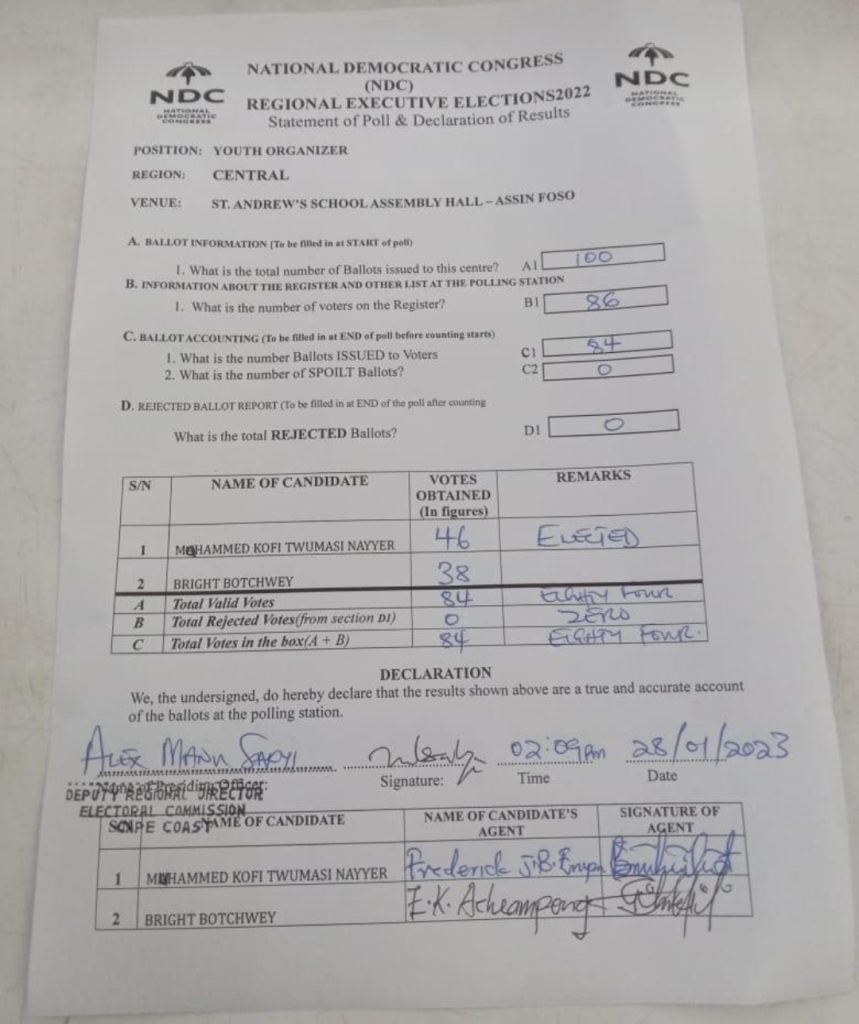 NDC
NATIONAL
DEMOCRATIC
CONGRESS
NATIONAL DEMOCRATIC CONGRESS
(NDC)
REGIONAL EXECUTIVE ELECTIONS2022
Statement of Poll & Declaration of Results
NDC
NATIONAL
DEMOCRATIC
CONGRESS
POSITION: YOUTH ORGANIZER
REGION: CENTRAL
VENUE: ST. ANDREW'S SCHOOL ASSEMBLY HALL – ASSIN FOSO
A. BALLOT INFORMATION (To be filled in at START of poll)
1. What is the total number of Ballots issued to this centre? A1 100
B. INFORMATION ABOUT THE REGISTER AND OTHER LIST AT THE POLLING STATION
1. What is the number of voters on the Register? B1 86
C. BALLOT ACCOUNTING (To be filled in at END of poll before counting starts)
1. What is the number Ballots ISSUED to Voters C1 84
2. What is the number of SPOILT Ballots? C2 0
D. REJECTED BALLOT REPORT (To be filled in at END of the poll after counting
What is the total REJECTED Ballots? D1 0
S/N NAME OF CANDIDATE VOTES OBTAINED (In figures) REMARKS
1 MOHAMMED KOFI TWUMASI NAYYER 46 ELECTED
2 BRIGHT BOTCHWEY 38
A Total Valid Votes 84 EIGHTY FOUR
B Total Rejected Votes(from section D1) 0 ZERO
C Total Votes in the box(A + B) 84 EIGHTY FOUR.
DECLARATION
We, the undersigned, do hereby declare that the results shown above are a true and accurate account
of the ballots at the polling station.
ALEX MANU 02:09pm 28/01/2023
Name of Presiding Officer: Signature: Time Date
DEPUTY REGIONAL DIRECTOR
ELECTORAL COMMISSION
CAPE COAST
S/N NAME OF CANDIDATE NAME OF CANDIDATE'S AGENT SIGNATURE OF AGENT
1 MUHAMMED KOFI TWUMASI NAYYER Frederick J.B.
2 BRIGHT BOTCHWEY E.K. Acheampong